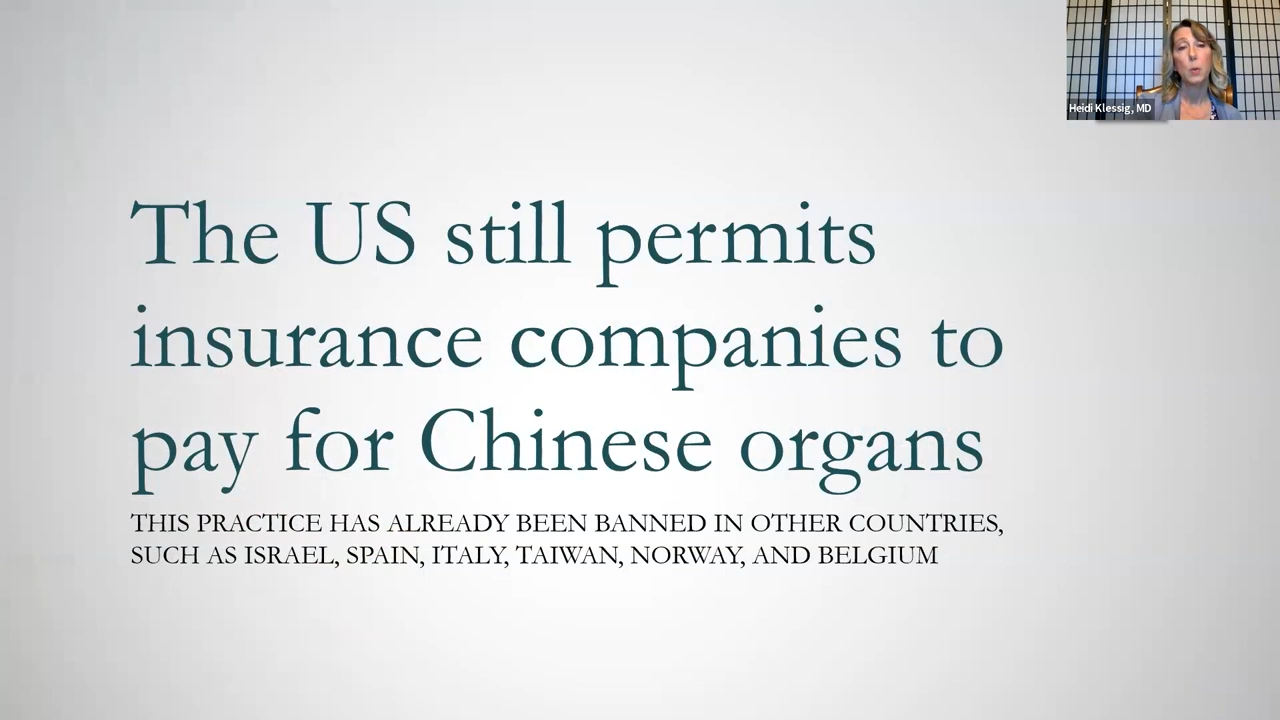 Heidi Klessig, MD
The US still permits
insurance companies to
pay for Chinese organs
THIS PRACTICE HAS ALREADY BEEN BANNED IN OTHER COUNTRIES,
SUCH AS ISRAEL, SPAIN, ITALY, TAIWAN, NORWAY, AND BELGIUM